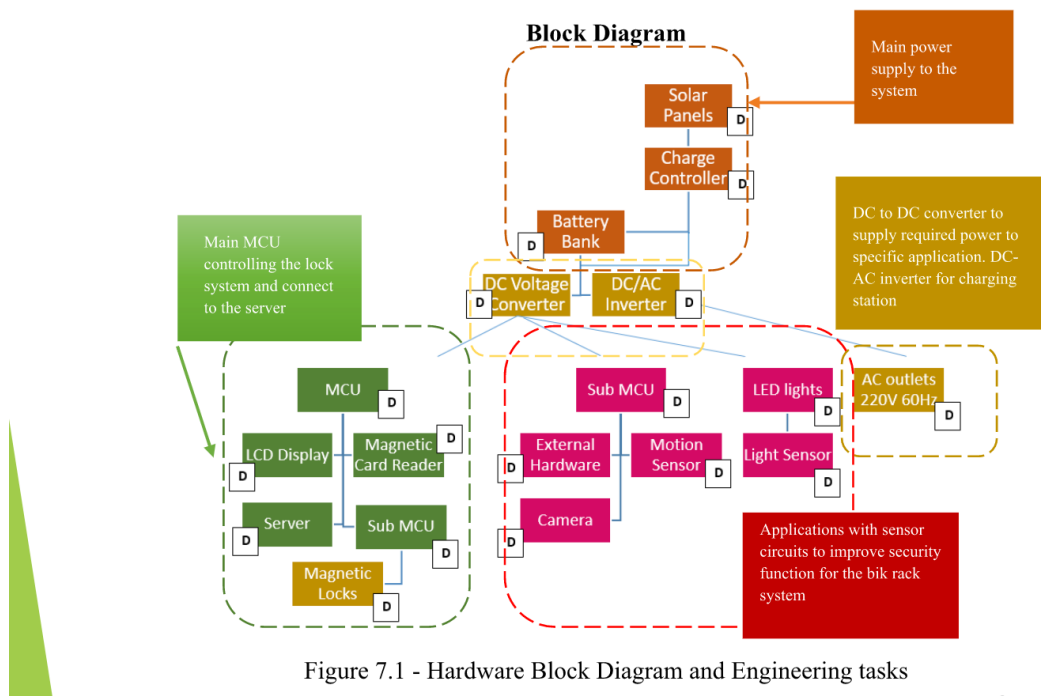 Block Diagram
Main power
supply to the
system
Solar
Panels
D
Charge
Controller
D
Battery
Bank
D
DC to DC converter to
supply required power to
specific application. DC-
AC inverter for charging
station
Main MCU
controlling the lock
system and connect
to the server
DC Voltage
Converter
D
DC/AC
Inverter
D
MCU
D
Sub MCU
D
LED lights
D
AC outlets
220V 60Hz
D
LCD Display
D
Magnetic
Card Reader
D
External
Hardware
D
Motion
Sensor
D
Light Sensor
D
Server
D
Sub MCU
D
Camera
D
Magnetic
Locks
D
Applications with sensor
circuits to improve security
function for the bik rack
system
Figure 7.1 - Hardware Block Diagram and Engineering tasks